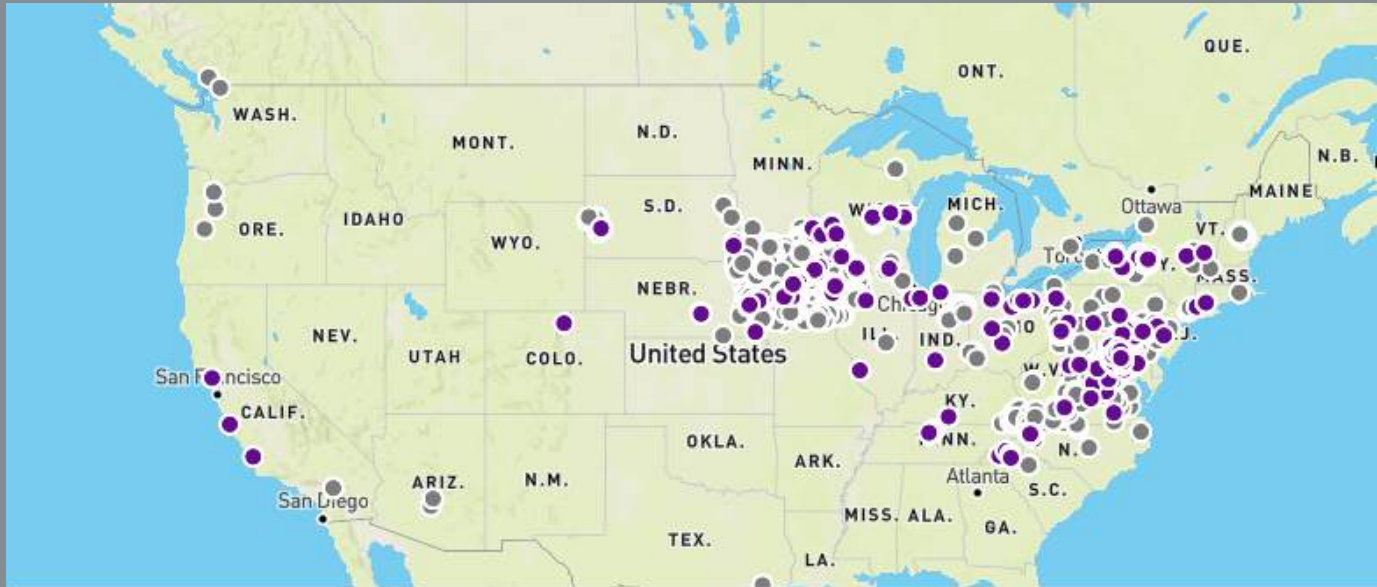 QUE.
ONT.
WASH.
N.D.
MONT.
N.B.
MINN.
MAINE
S.D.
MICH.
Ottawa
IDAHO
ORE.
VT.
WYO.
MASS.
NEBR.
NEV.
IND.
UTAH
COLO.
United States
CALIF.
KY.
OKLA.
ARK.
ARIZ.
N.M.
Atlanta
San Diego
S.C.
MISS.
ALA.
GA.
TEX.
LA.